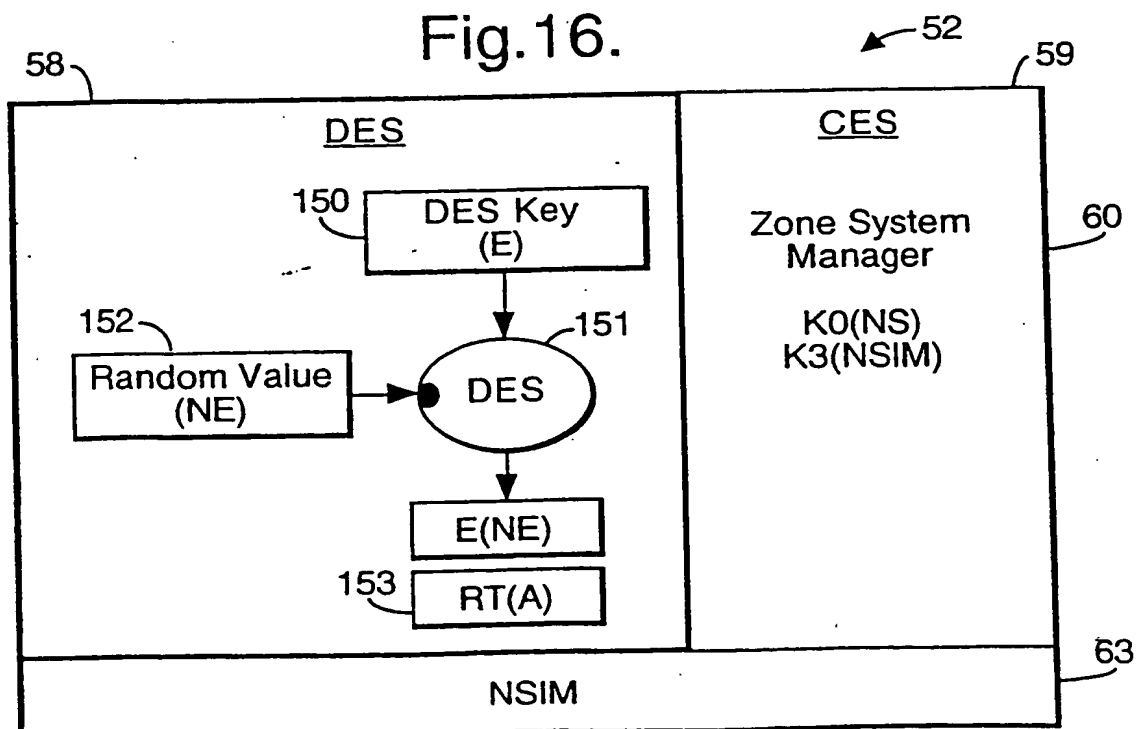 Fig.16.
52
58
59
DES
CES
150
DES Key
(E)
Zone System
Manager
60
152
151
K0(NS)
K3(NSIM)
Random Value
(NE)
DES
E(NE)
153
RT(A)
63
NSIM